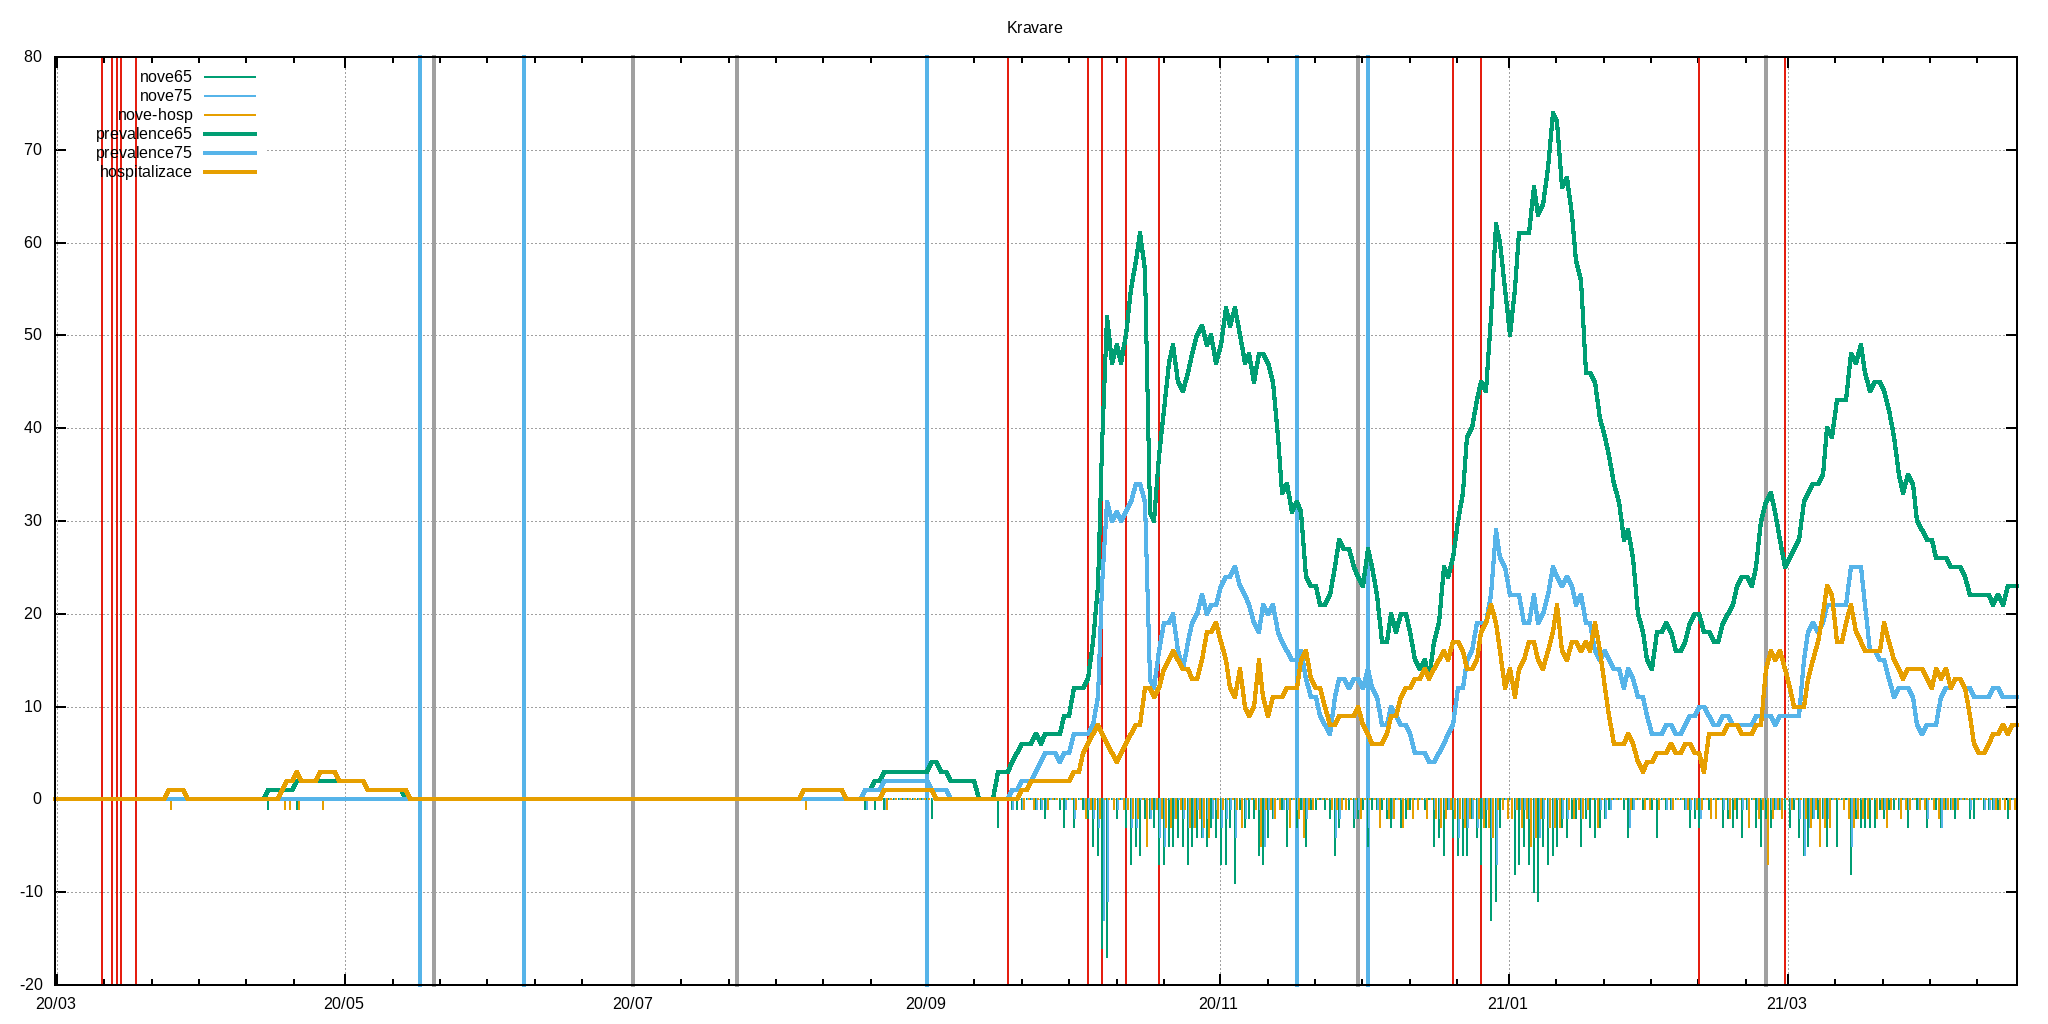 Kravare
80
nove65
nove75
nove-hosp
prevalence65
70
prevalence75
hospitalizace
60
50
40
30
20
10
0
-10
-20
20/03 20/05 20/07 20/09 20/11 21/01 21/03